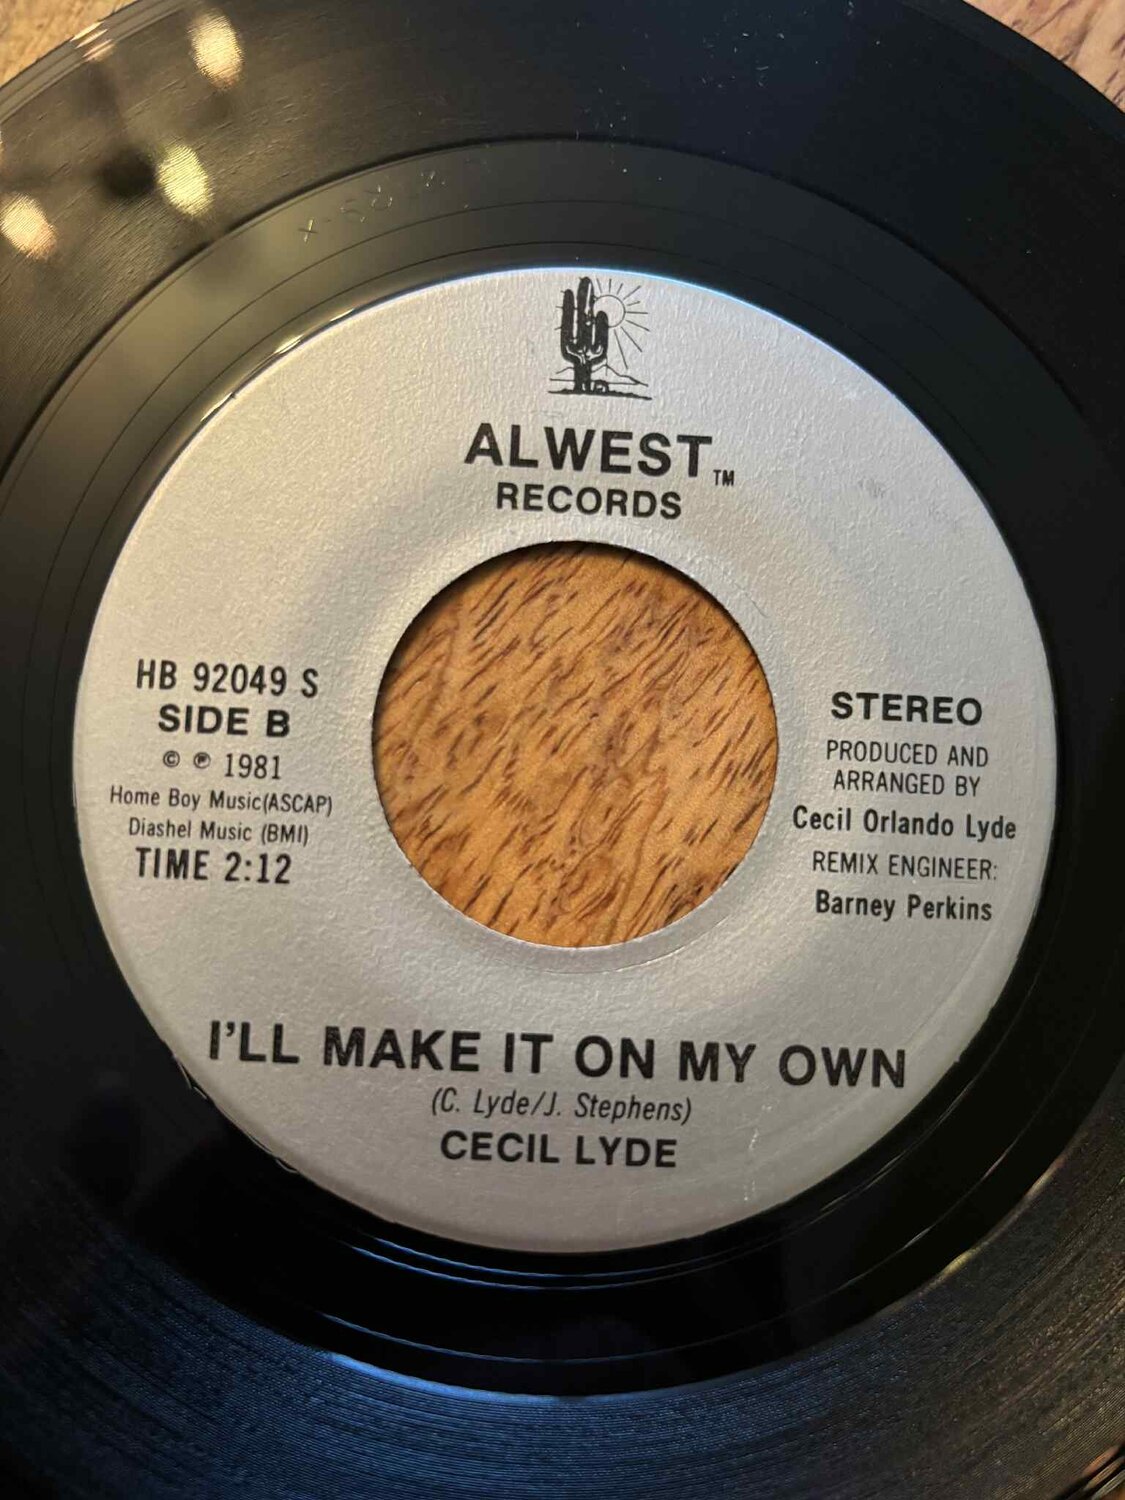 ALWEST™
RECORDS
HB 92049 S
SIDE B
© ℗ 1981
Home Boy Music(ASCAP)
Diashel Music (BMI)
TIME 2:12
STEREO
PRODUCED AND
ARRANGED BY
Cecil Orlando Lyde
REMIX ENGINEER:
Barney Perkins
I'LL MAKE IT ON MY OWN
(C. Lyde/J. Stephens)
CECIL LYDE